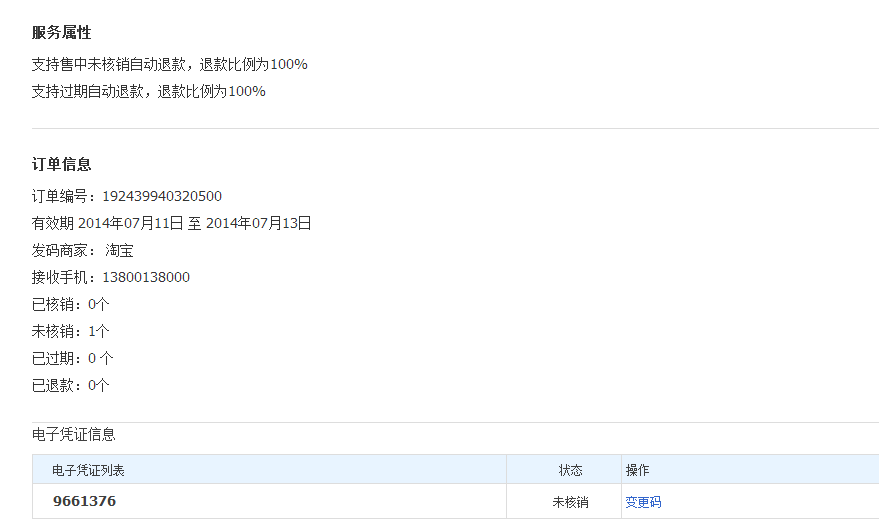 服务属性
支持售中未核销自动退款，退款比例为100%
支持过期自动退款，退款比例为100%
订单信息
订单编号：192439940320500
有效期 2014年07月11日 至 2014年07月13日
发码商家： 淘宝
接收手机：13800138000
已核销：0个
未核销：1个
已过期：0 个
已退款：0个
电子凭证信息
电子凭证列表 状态 操作
9661376 未核销 变更码